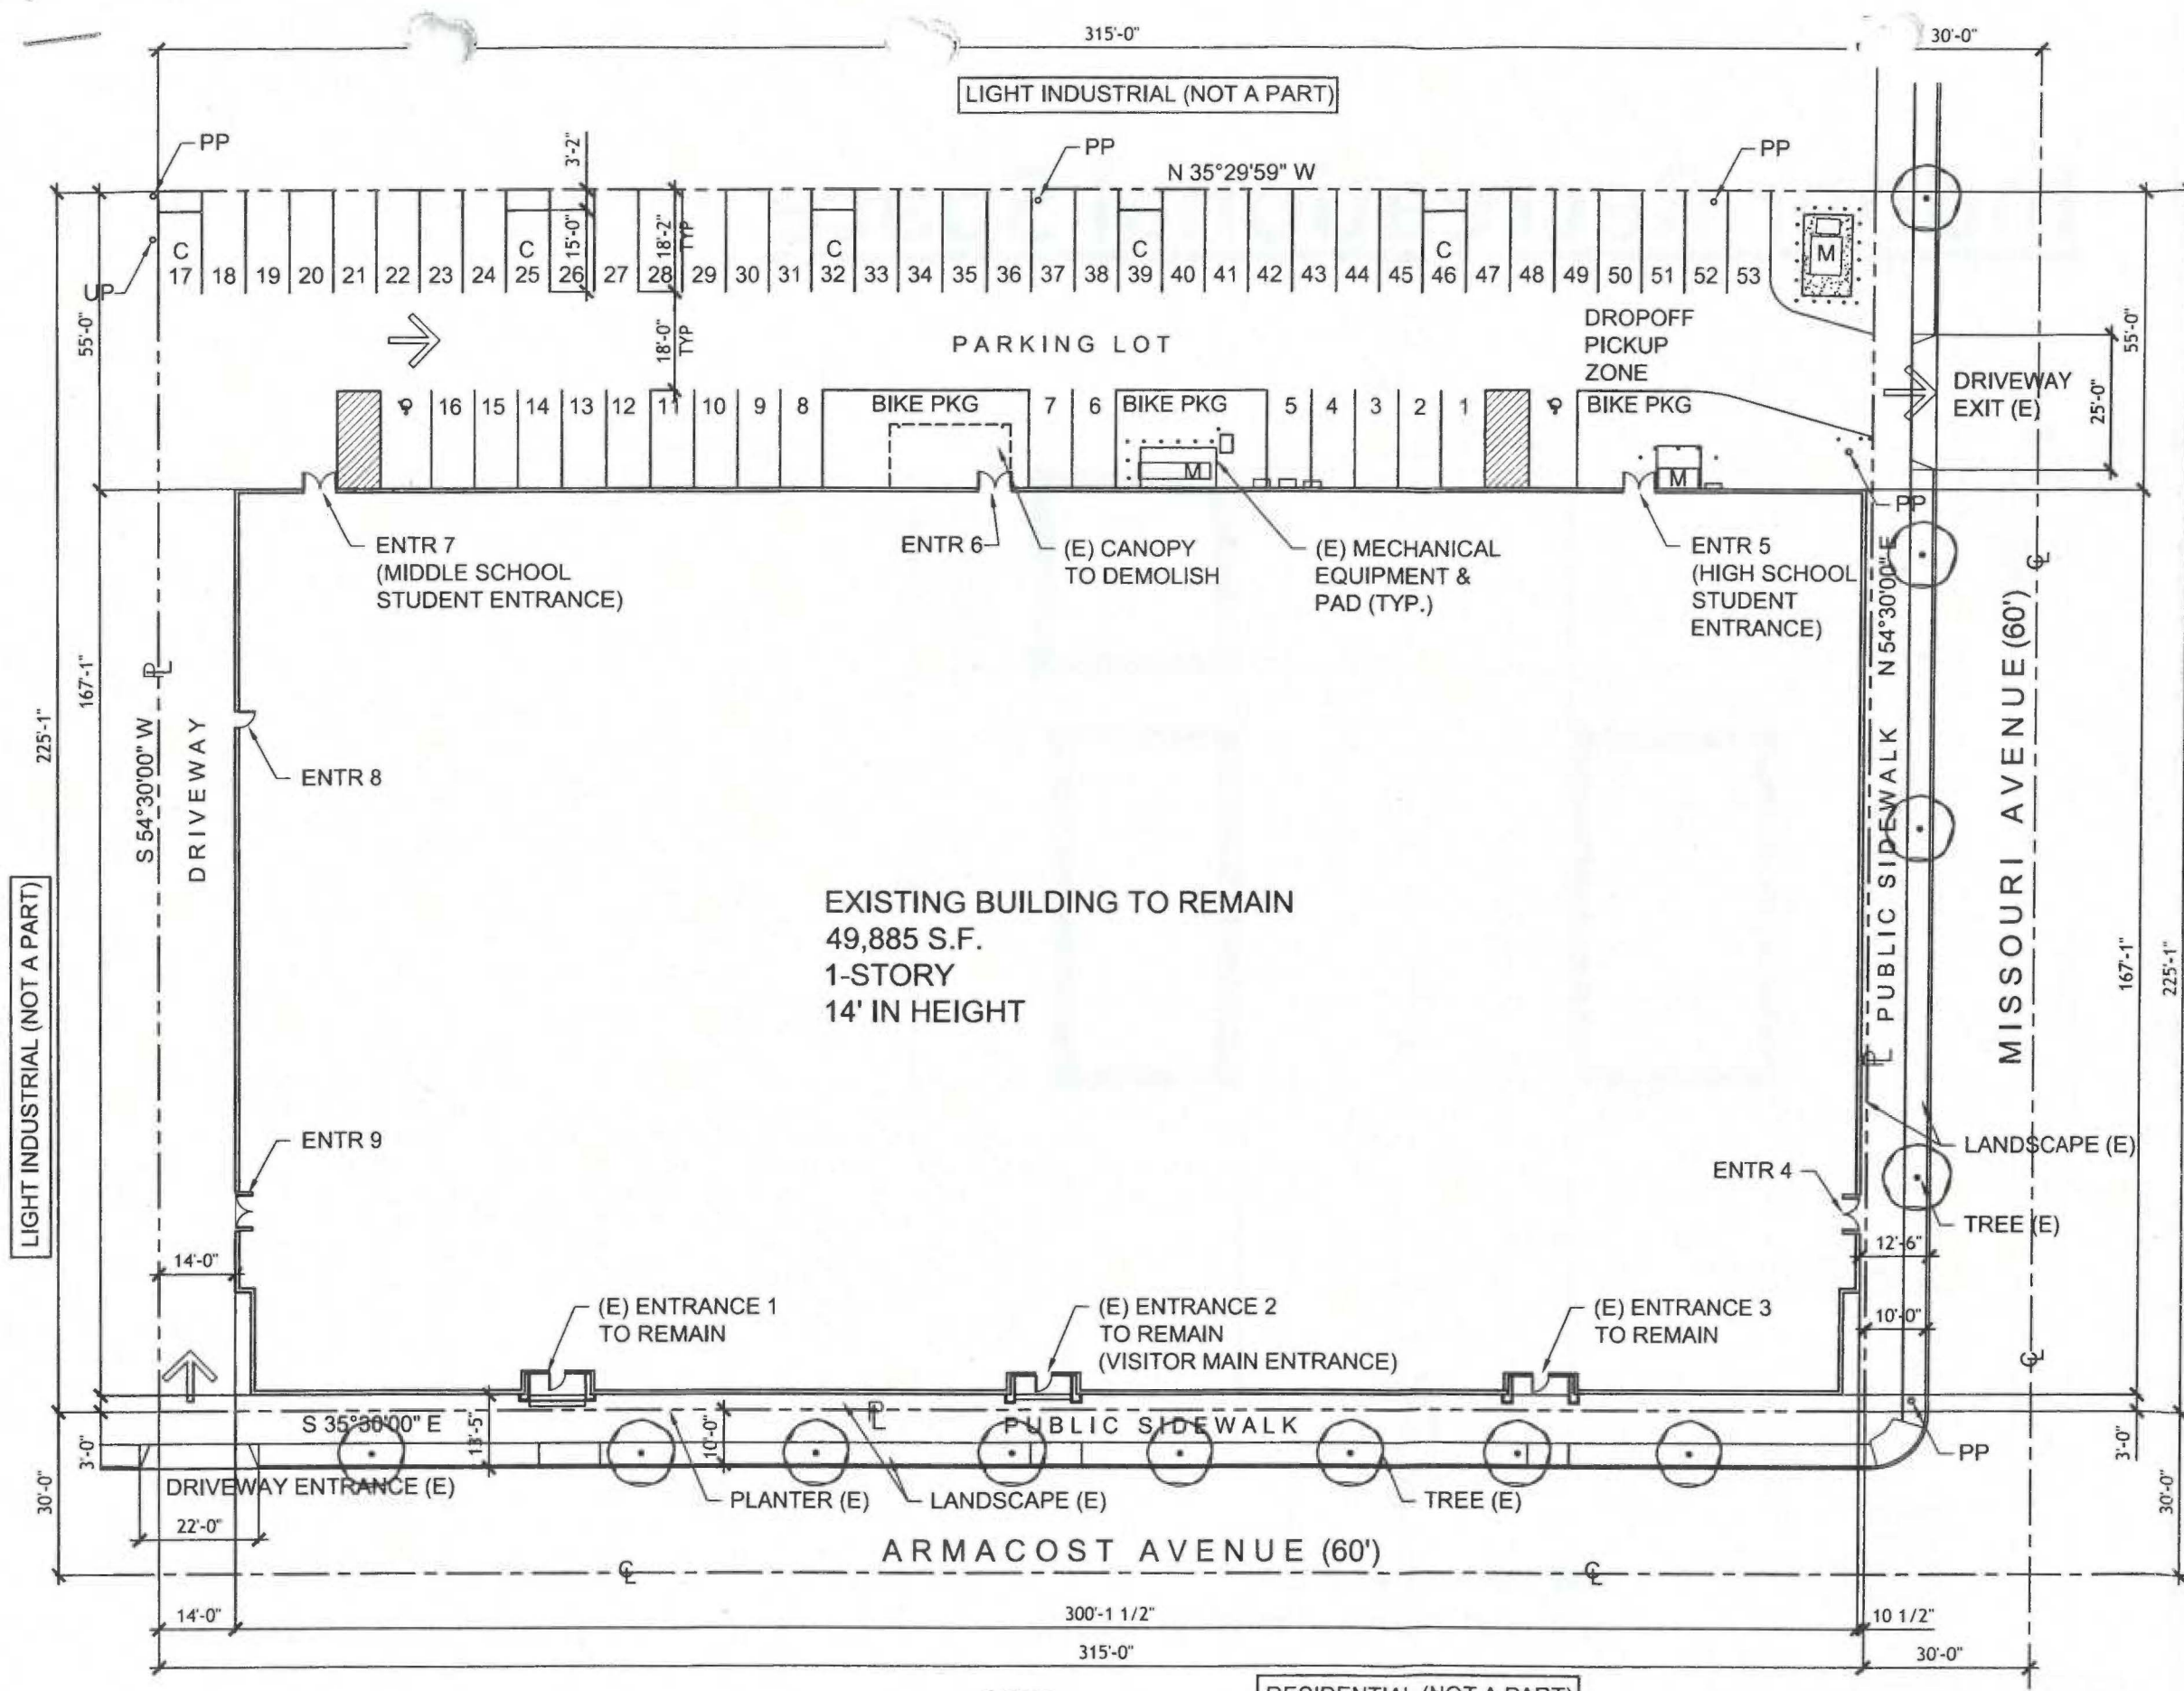 315'-0"
30'-0"
LIGHT INDUSTRIAL (NOT A PART)
PP
3'-2"
PP
N 35°29'59" W
PP
C
C
15'-0"
18'-2"
TYP
C
C
C
M
17 18 19 20 21 22 23 24 25 26 27 28 29 30 31 32 33 34 35 36 37 38 39 40 41 42 43 44 45 46 47 48 49 50 51 52 53
UP
55'-0"
18'-0"
TYP
PARKING LOT
DROPOFF
PICKUP
ZONE
55'-0"
DRIVEWAY
EXIT (E)
25'-0"
16 15 14 13 12 11 10 9 8
BIKE PKG
7 6
BIKE PKG
5 4 3 2 1
BIKE PKG
M
M
PP
ENTR 7
(MIDDLE SCHOOL
STUDENT ENTRANCE)
ENTR 6
(E) CANOPY
TO DEMOLISH
(E) MECHANICAL
EQUIPMENT &
PAD (TYP.)
ENTR 5
(HIGH SCHOOL
STUDENT
ENTRANCE)
N 54°30'00" E
CL
167'-1"
225'-1"
PL
S 54°30'00" W
DRIVEWAY
ENTR 8
MISSOURI AVENUE (60')
PUBLIC SIDEWALK
LIGHT INDUSTRIAL (NOT A PART)
EXISTING BUILDING TO REMAIN
49,885 S.F.
1-STORY
14' IN HEIGHT
167'-1"
225'-1"
PL
ENTR 9
LANDSCAPE (E)
ENTR 4
TREE (E)
12'-6"
14'-0"
10'-0"
(E) ENTRANCE 1
TO REMAIN
(E) ENTRANCE 2
TO REMAIN
(VISITOR MAIN ENTRANCE)
(E) ENTRANCE 3
TO REMAIN
CL
S 35°30'00" E
13'-5"
10'-0"
PL
PUBLIC SIDEWALK
3'-0"
PP
3'-0"
DRIVEWAY ENTRANCE (E)
PLANTER (E)
LANDSCAPE (E)
TREE (E)
30'-0"
30'-0"
22'-0"
ARMACOST AVENUE (60')
CL
CL
14'-0"
300'-1 1/2"
10 1/2"
315'-0"
30'-0"
RESIDENTIAL (NOT A PART)